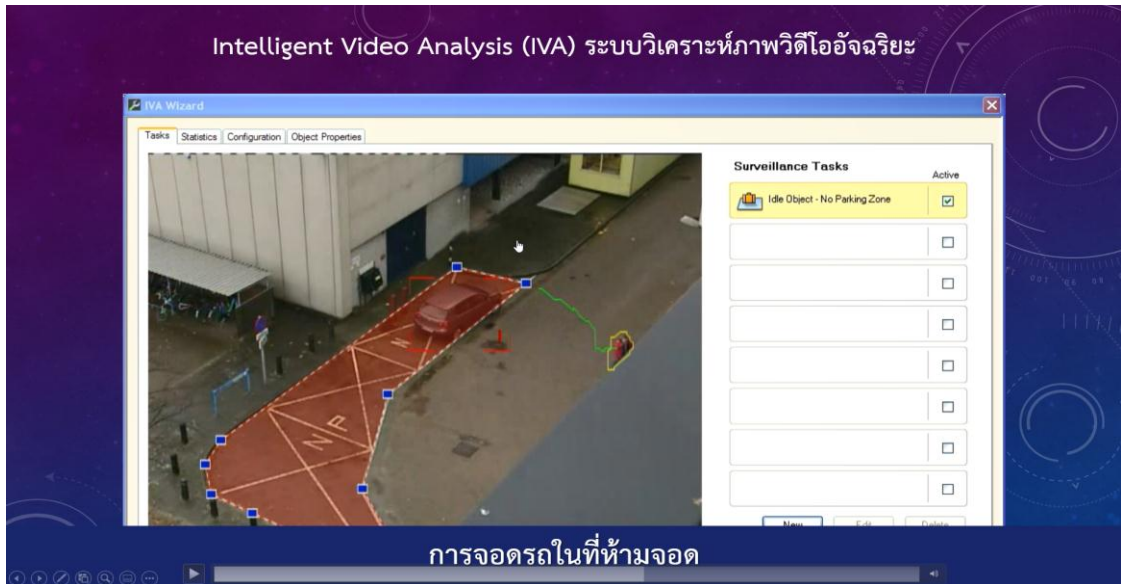 Intelligent Video Analysis (IVA) ระบบวิเคราะห์ภาพวิดีโออัจฉริยะ
IVA Wizard
Tasks Statistics Configuration Object Properties
Surveillance Tasks
Active
Idle Object - No Parking Zone
N
N P
New Edit Delete
การจอดรถในที่ห้ามจอด